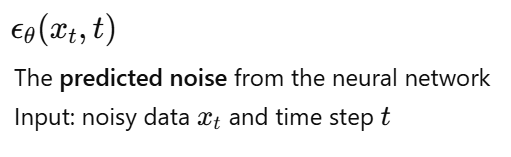 ϵθ(xt, t)
The predicted noise from the neural network
Input: noisy data xt and time step t